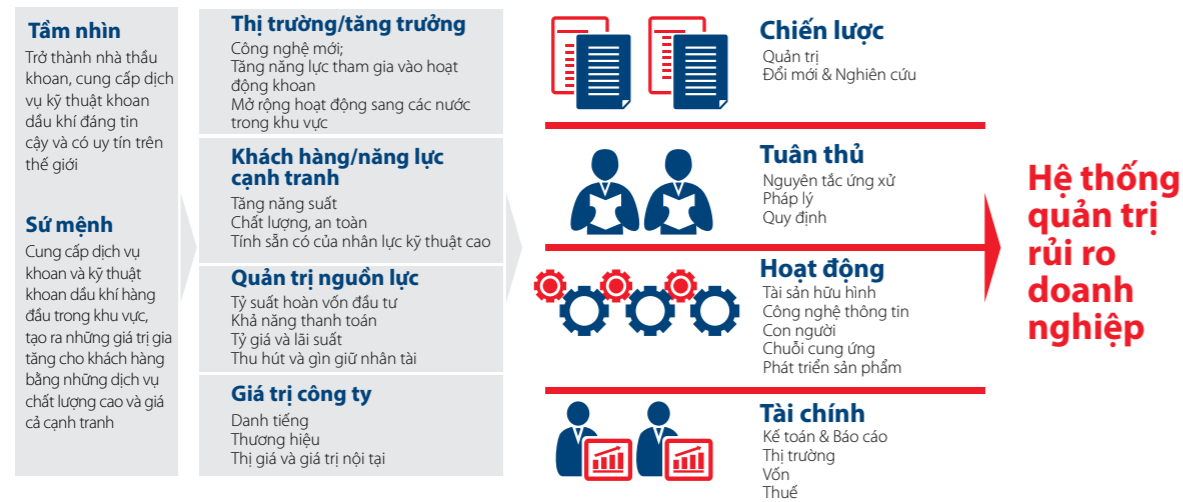 Tầm nhìn
Trở thành nhà thầu
khoan, cung cấp dịch
vụ kỹ thuật khoan
dầu khí đáng tin
cậy và có uy tín trên
thế giới
Sứ mệnh
Cung cấp dịch vụ
khoan và kỹ thuật
khoan dầu khí hàng
đầu trong khu vực,
tạo ra những giá trị gia
tăng cho khách hàng
bằng những dịch vụ
chất lượng cao và giá
cả cạnh tranh
Thị trường/tăng trưởng
Công nghệ mới;
Tăng năng lực tham gia vào hoạt
động khoan
Mở rộng hoạt động sang các nước
trong khu vực
Khách hàng/năng lực
cạnh tranh
Tăng năng suất
Chất lượng, an toàn
Tính sẵn có của nhân lực kỹ thuật cao
Quản trị nguồn lực
Tỷ suất hoàn vốn đầu tư
Khả năng thanh toán
Tỷ giá và lãi suất
Thu hút và gìn giữ nhân tài
Giá trị công ty
Danh tiếng
Thương hiệu
Thị giá và giá trị nội tại
Chiến lược
Quản trị
Đổi mới & Nghiên cứu
Tuân thủ
Nguyên tắc ứng xử
Pháp lý
Quy định
Hoạt động
Tài sản hữu hình
Công nghệ thông tin
Con người
Chuỗi cung ứng
Phát triển sản phẩm
Tài chính
Kế toán & Báo cáo
Thị trường
Vốn
Thuế
Hệ thống
quản trị
rủi ro
doanh
nghiệp